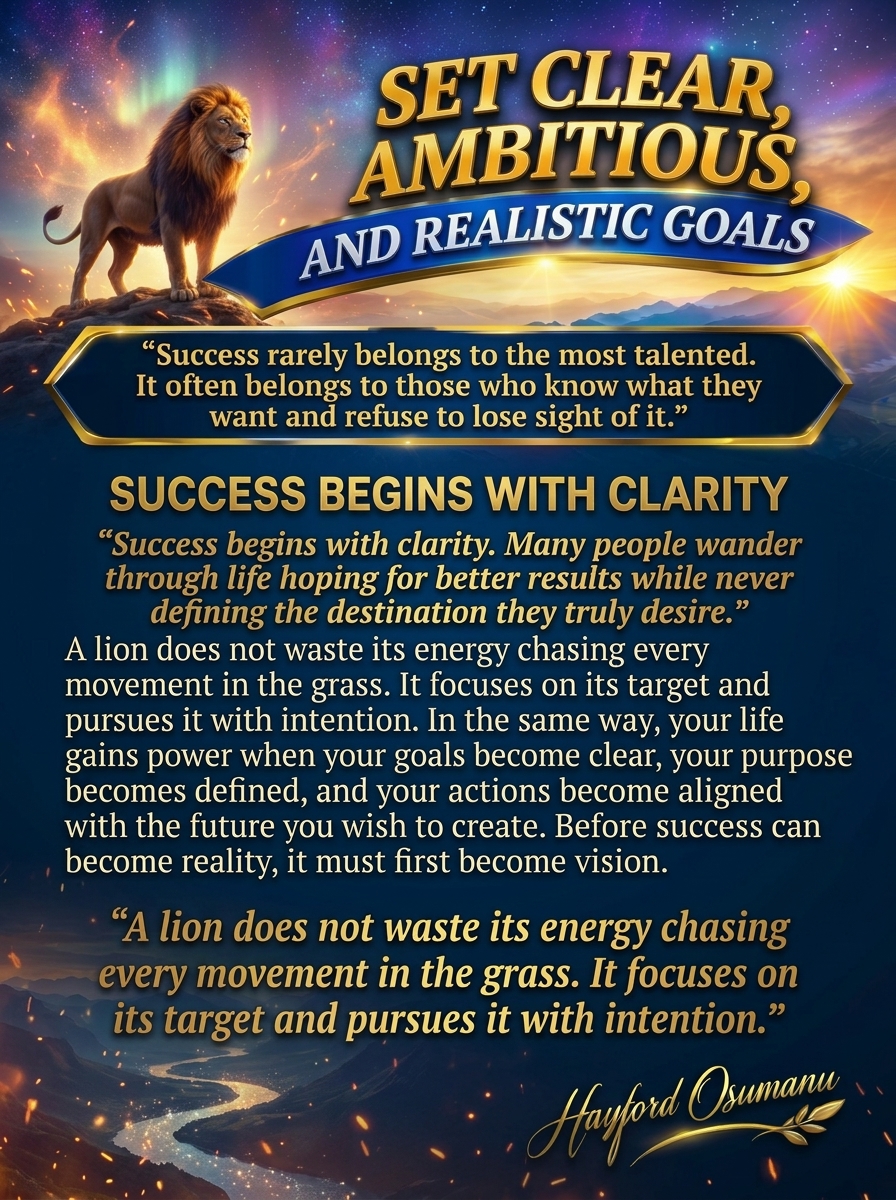 SET CLEAR,
AMBITIOUS,
AND REALISTIC GOALS
“Success rarely belongs to the most talented.
It often belongs to those who know what they
want and refuse to lose sight of it.”
SUCCESS BEGINS WITH CLARITY
“Success begins with clarity. Many people wander
through life hoping for better results while never
defining the destination they truly desire.”
A lion does not waste its energy chasing every
movement in the grass. It focuses on its target and
pursues it with intention. In the same way, your life
gains power when your goals become clear, your purpose
becomes defined, and your actions become aligned
with the future you wish to create. Before success can
become reality, it must first become vision.
“A lion does not waste its energy chasing
every movement in the grass. It focuses on
its target and pursues it with intention.”
Hayford Osumanu